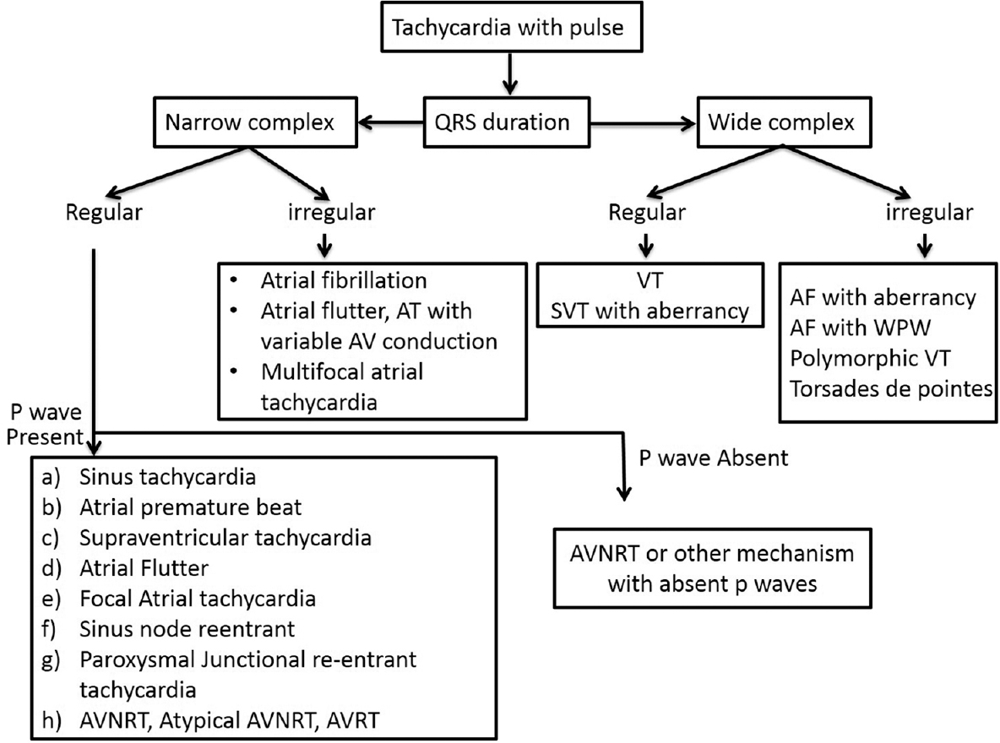 Tachycardia with pulse
Narrow complex
QRS duration
Wide complex
Regular
irregular
Regular
irregular
• Atrial fibrillation
• Atrial flutter, AT with
variable AV conduction
• Multifocal atrial
tachycardia
VT
SVT with aberrancy
AF with aberrancy
AF with WPW
Polymorphic VT
Torsades de pointes
P wave
Present
P wave Absent
a) Sinus tachycardia
b) Atrial premature beat
c) Supraventricular tachycardia
d) Atrial Flutter
e) Focal Atrial tachycardia
f) Sinus node reentrant
g) Paroxysmal Junctional re-entrant
tachycardia
h) AVNRT, Atypical AVNRT, AVRT
AVNRT or other mechanism
with absent p waves